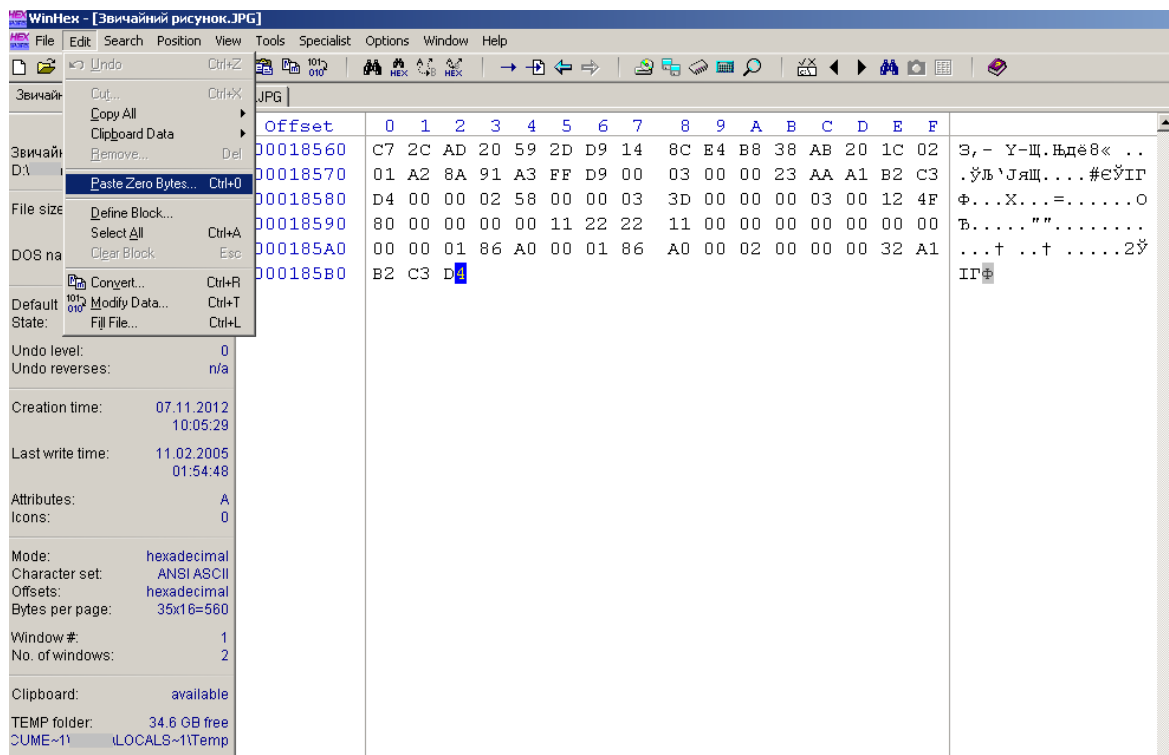 WinHex - [Звичайний рисунок.JPG]
File Edit Search Position View Tools Specialist Options Window Help
Undo Ctrl+Z
Cut... Ctrl+X
Copy All
Clipboard Data
Remove... Del
Paste Zero Bytes... Ctrl+0
Define Block...
Select All Ctrl+A
Clear Block Esc
Convert... Ctrl+R
Modify Data... Ctrl+T
Fill File... Ctrl+L
.JPG
D:\
File size
DOS na
Default
State:
Undo level: 0
Undo reverses: n/a
Creation time: 07.11.2012
10:05:29
Last write time: 11.02.2005
01:54:48
Attributes: A
Icons: 0
Mode: hexadecimal
Character set: ANSI ASCII
Offsets: hexadecimal
Bytes per page: 35x16=560
Window #: 1
No. of windows: 2
Clipboard: available
TEMP folder: 34.6 GB free
\LOCALS~1\Temp
Offset 0 1 2 3 4 5 6 7 8 9 A B C D E F
00018560 C7 2C AD 20 59 2D D9 14 8C E4 B8 38 AB 20 1C 02 З,- Y-Щ.Њдё8« ..
00018570 01 A2 8A 91 A3 FF D9 00 03 00 00 23 AA A1 B2 C3 .ўЉ‘ЈяЩ....#ЄЎІГ
00018580 D4 00 00 02 58 00 00 03 3D 00 00 00 03 00 12 4F Ф...X...=......O
00018590 80 00 00 00 00 11 22 22 11 00 00 00 00 00 00 00 Ђ.....""........
000185A0 00 00 01 86 A0 00 01 86 A0 00 02 00 00 00 32 A1 ...† ..† .....2Ў
000185B0 B2 C3 D4 ІГФ